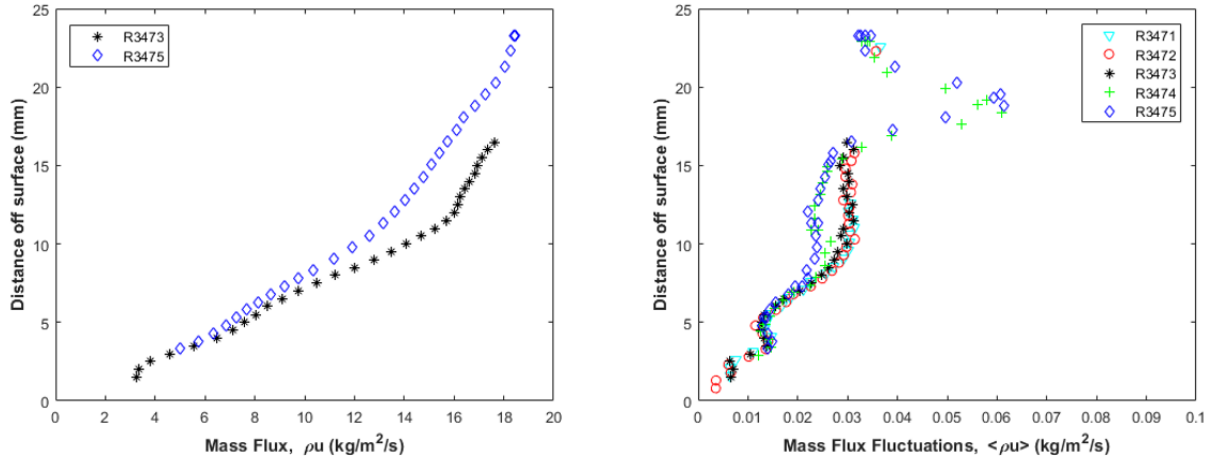 R3473
R3475
25
20
15
10
5
0
Distance off surface (mm)
0 2 4 6 8 10 12 14 16 18 20
Mass Flux, ρu (kg/m²/s)
R3471
R3472
R3473
R3474
R3475
25
20
15
10
5
0
Distance off surface (mm)
0 0.01 0.02 0.03 0.04 0.05 0.06 0.07 0.08 0.09 0.1
Mass Flux Fluctuations, <ρu> (kg/m²/s)